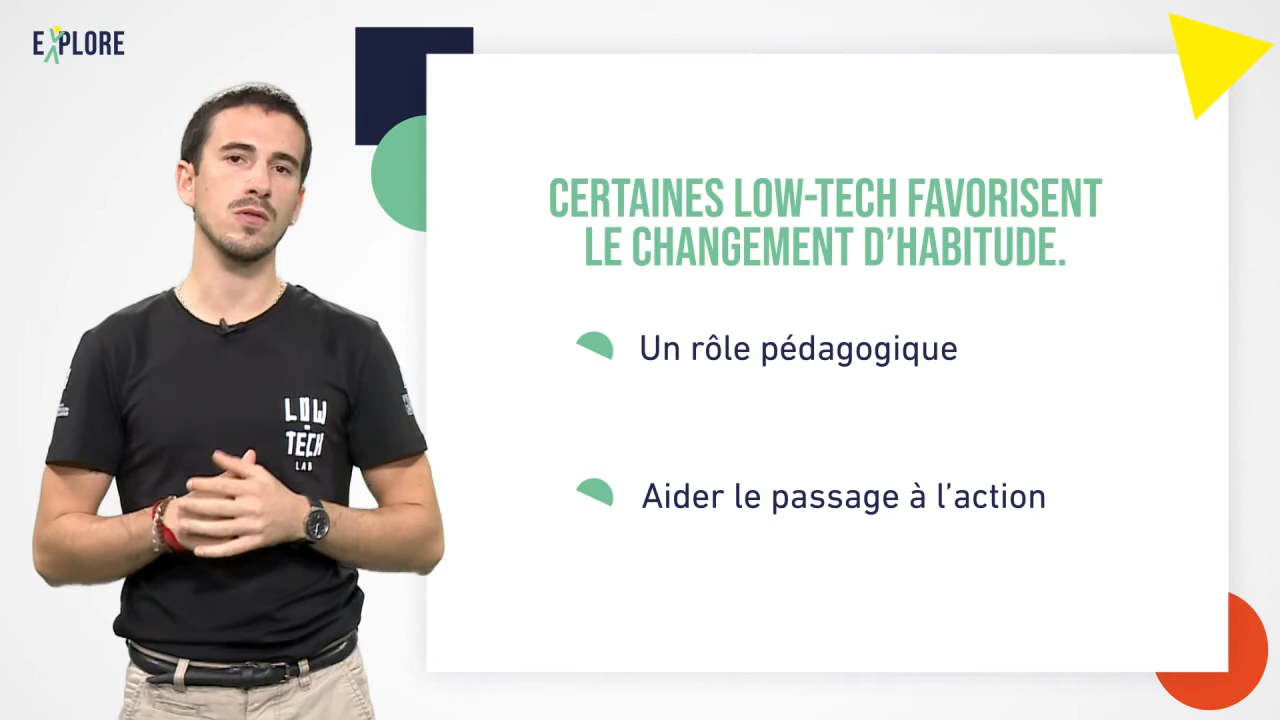 EXPLORE
CERTAINES LOW-TECH FAVORISENT
LE CHANGEMENT D’HABITUDE.
Un rôle pédagogique
Aider le passage à l’action
LOW
-
TECH
LAB